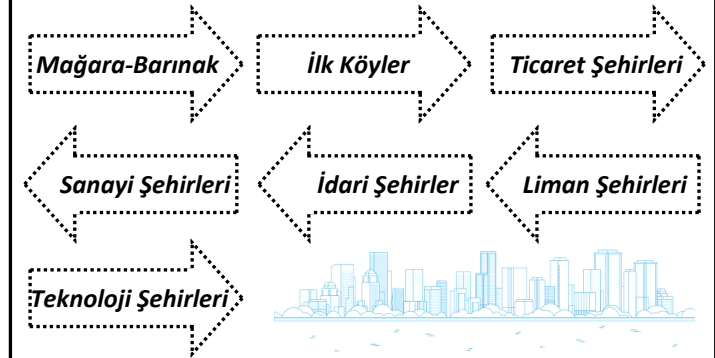 Mağara-Barınak
İlk Köyler
Ticaret Şehirleri
Liman Şehirleri
İdari Şehirler
Sanayi Şehirleri
Teknoloji Şehirleri